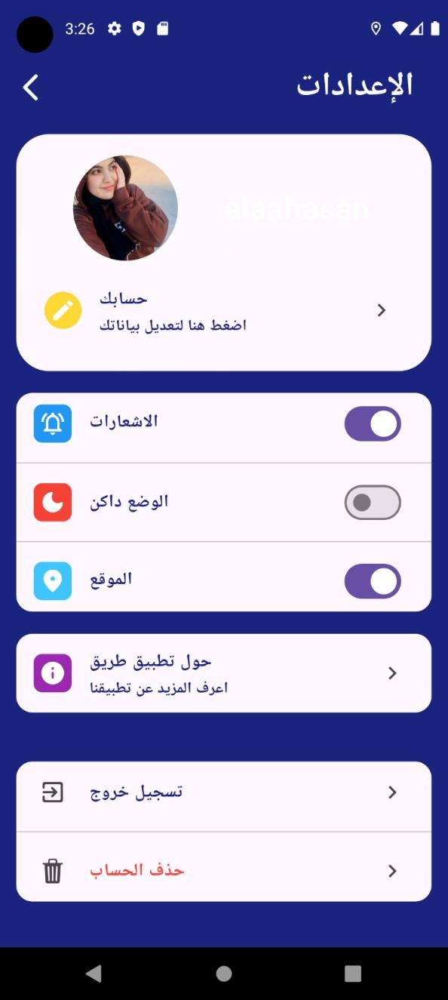 3:26
الإعدادات
alaahasan
حسابك
اضغط هنا لتعديل بياناتك
الاشعارات
الوضع داكن
الموقع
حول تطبيق طريق
اعرف المزيد عن تطبيقنا
تسجيل خروج
حذف الحساب